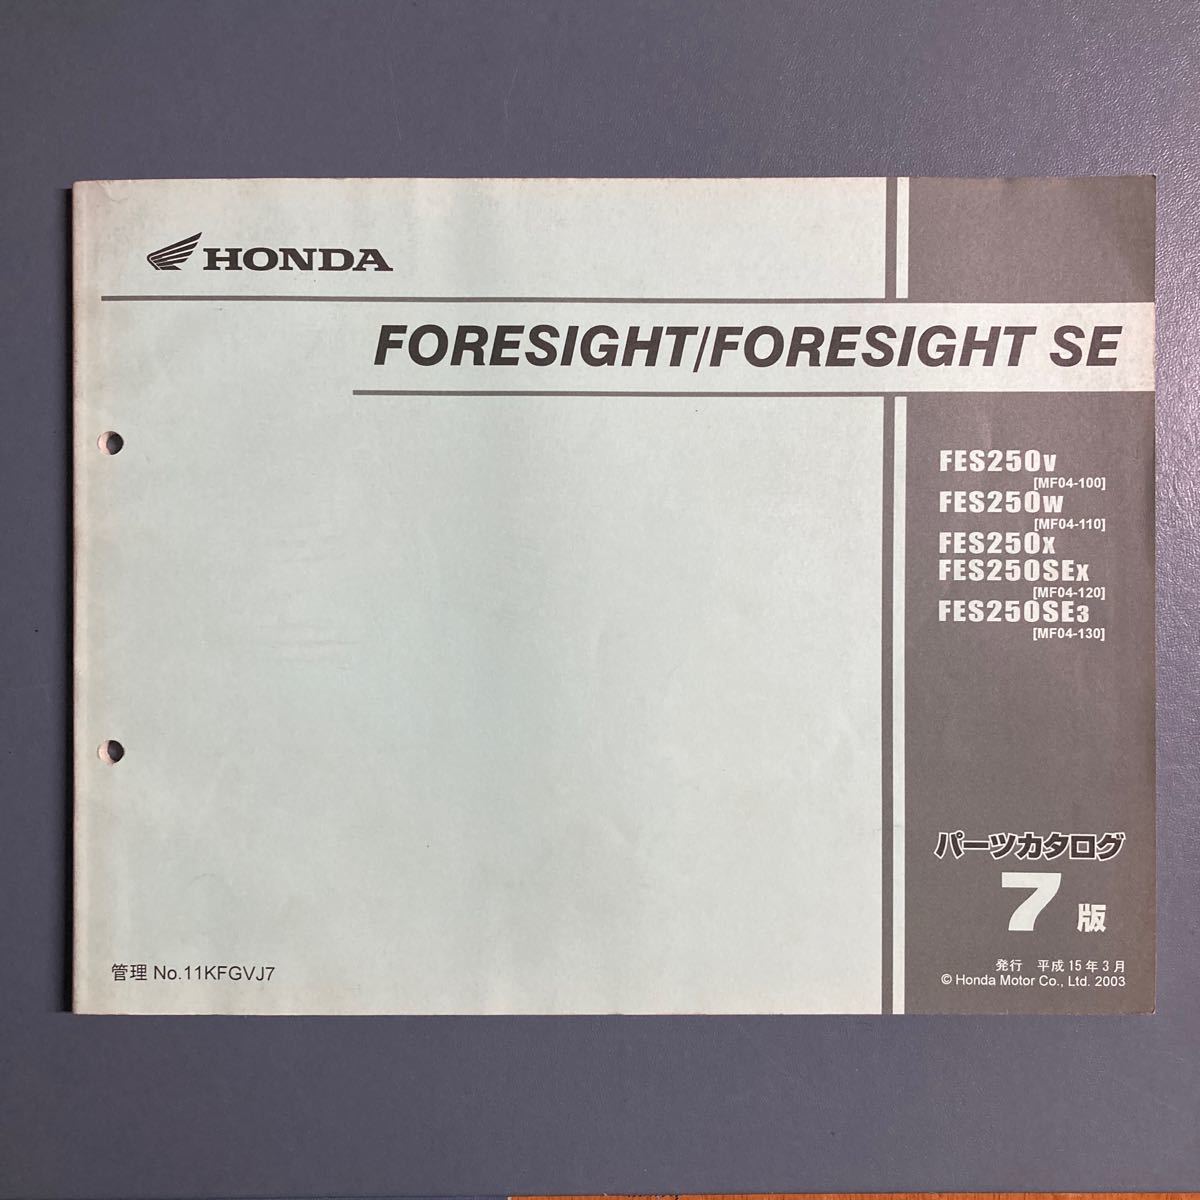 HONDA
FORESIGHT/FORESIGHT SE
FES250V
[MF04-100]
FES250W
[MF04-110]
FES250X
FES250SEX
[MF04-120]
FES250SE3
[MF04-130]
パーツカタログ
7版
管理 No.11KFGVJ7
発行 平成15年3月
© Honda Motor Co., Ltd. 2003